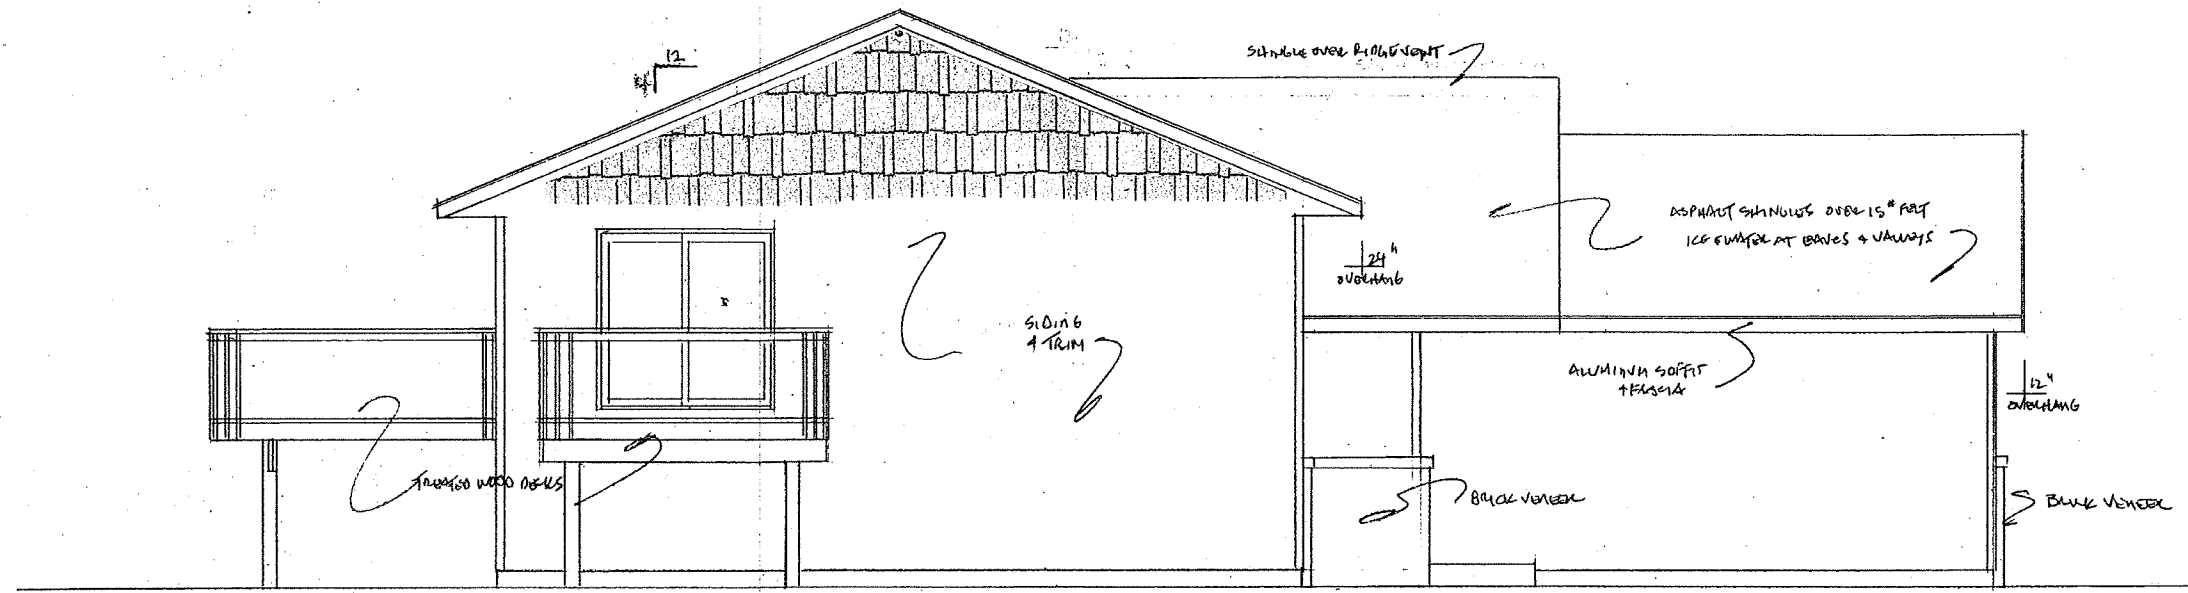 12
SHINGLE OVER RIDGE VENT
ASPHALT SHINGLES OVER 15# FELT
ICE & WATER AT EAVES & VALLEYS
24"
OVERHANG
SIDING
& TRIM
ALUMINUM SOFFIT
& FASCIA
12"
OVERHANG
TREATED WOOD DECKS
BRICK VENEER
BRICK VENEER